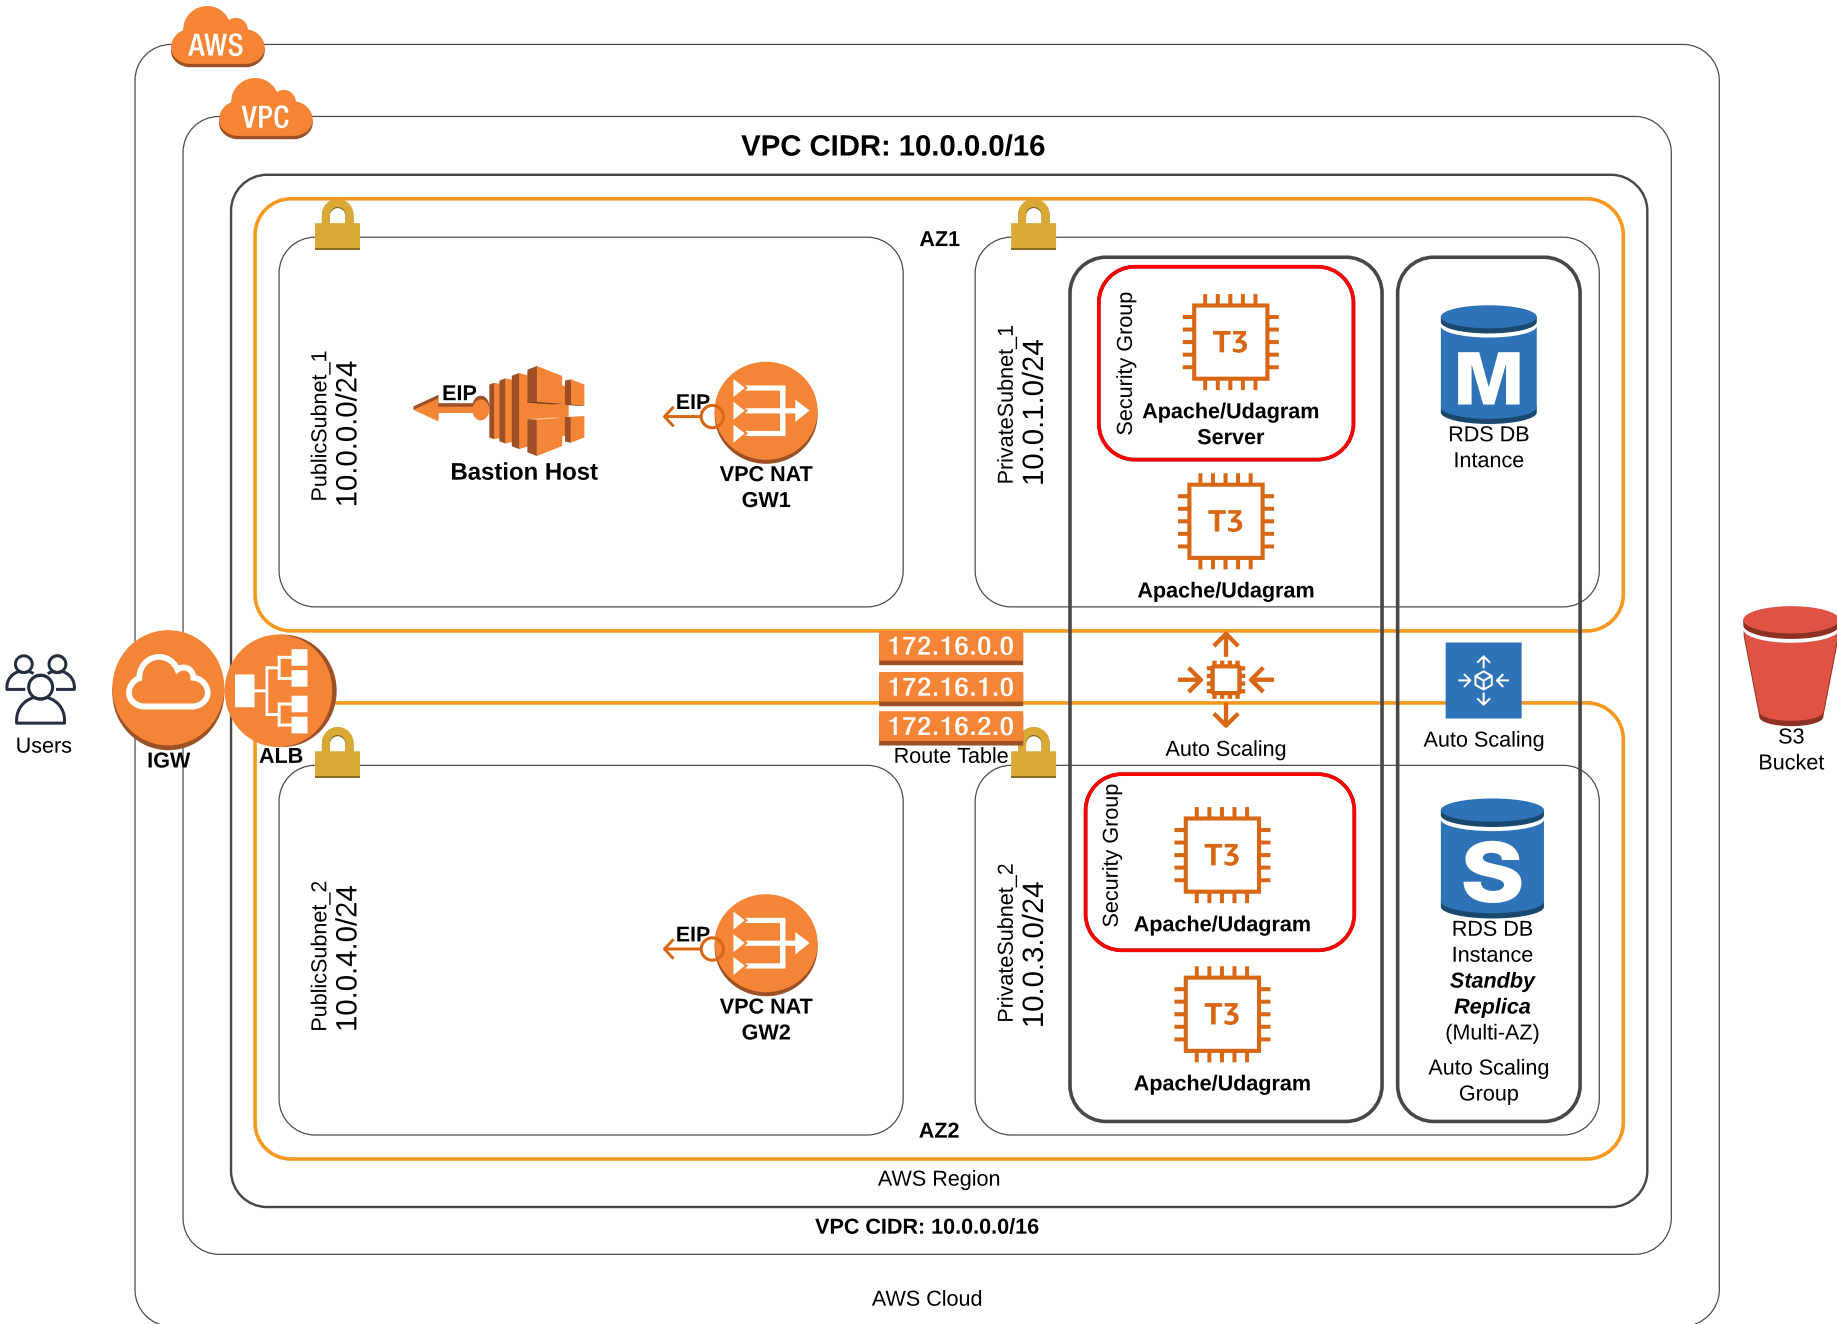 AWS
VPC
VPC CIDR: 10.0.0.0/16
AZ1
PublicSubnet_1
10.0.0.0/24
EIP
Bastion Host
EIP
VPC NAT
GW1
PrivateSubnet_1
10.0.1.0/24
Security Group
T3
Apache/Udagram
Server
T3
Apache/Udagram
M
RDS DB
Intance
Users
IGW
ALB
172.16.0.0
172.16.1.0
172.16.2.0
Route Table
Auto Scaling
Auto Scaling
S3
Bucket
PublicSubnet_2
10.0.4.0/24
EIP
VPC NAT
GW2
PrivateSubnet_2
10.0.3.0/24
Security Group
T3
Apache/Udagram
T3
Apache/Udagram
S
RDS DB
Instance
Standby
Replica
(Multi-AZ)
Auto Scaling
Group
AZ2
AWS Region
VPC CIDR: 10.0.0.0/16
AWS Cloud